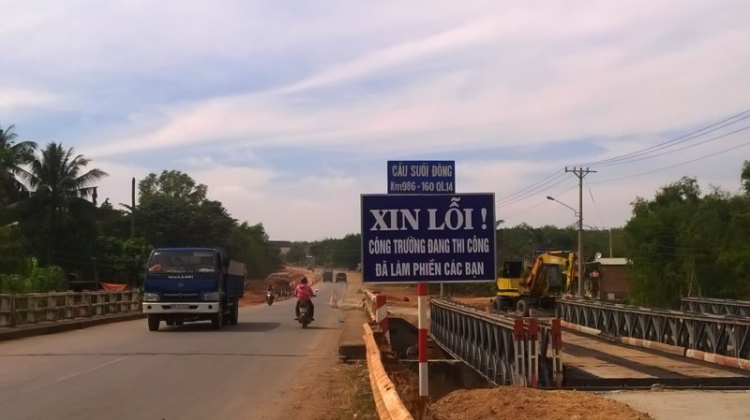 CẦU SUỐI ĐÔNG
Km986+160 QL14
XIN LỖI !
CÔNG TRƯỜNG ĐANG THI CÔNG
ĐÃ LÀM PHIỀN CÁC BẠN